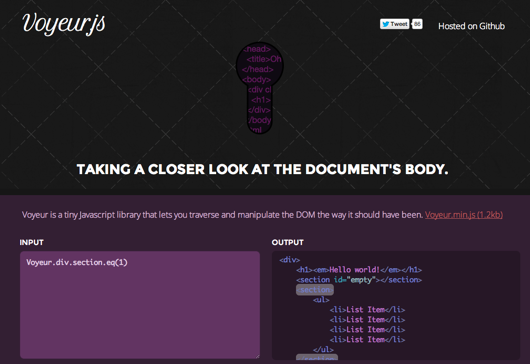 Voyeur.js
Tweet 86 Hosted on Github
<head>
<title>Oh
</head>
<body>
<div cl
<h1>
</div>
/body
TAKING A CLOSER LOOK AT THE DOCUMENT'S BODY.
Voyeur is a tiny Javascript library that lets you traverse and manipulate the DOM the way it should have been. Voyeur.min.js (1.2kb)
INPUT
Voyeur.div.section.eq(1)
OUTPUT
<div>
<h1><em>Hello world!</em></h1>
<section id="empty"></section>
<section>
<ul>
<li>List Item</li>
<li>List Item</li>
<li>List Item</li>
<li>List Item</li>
</ul>
</section>